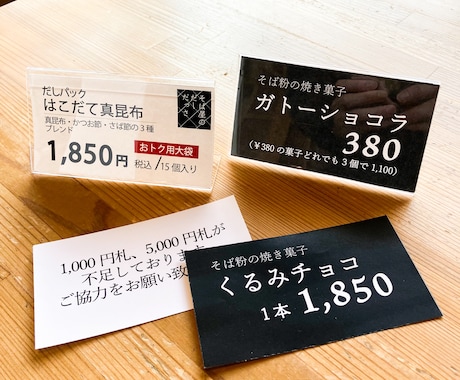 だしパック
はこだて真昆布
真昆布・かつお節・さば節の3種
ブレンド
1,850円
おトク用大袋
税込/15個入り
そば屋の
だし
だったん
そば粉の焼き菓子
ガトーショコラ
380
(￥380の菓子どれでも3個で1,100)
1,000円札、5,000円札が
不足しております
ご協力をお願い致
そば粉の焼き菓子
くるみチョコ
1本 1,850